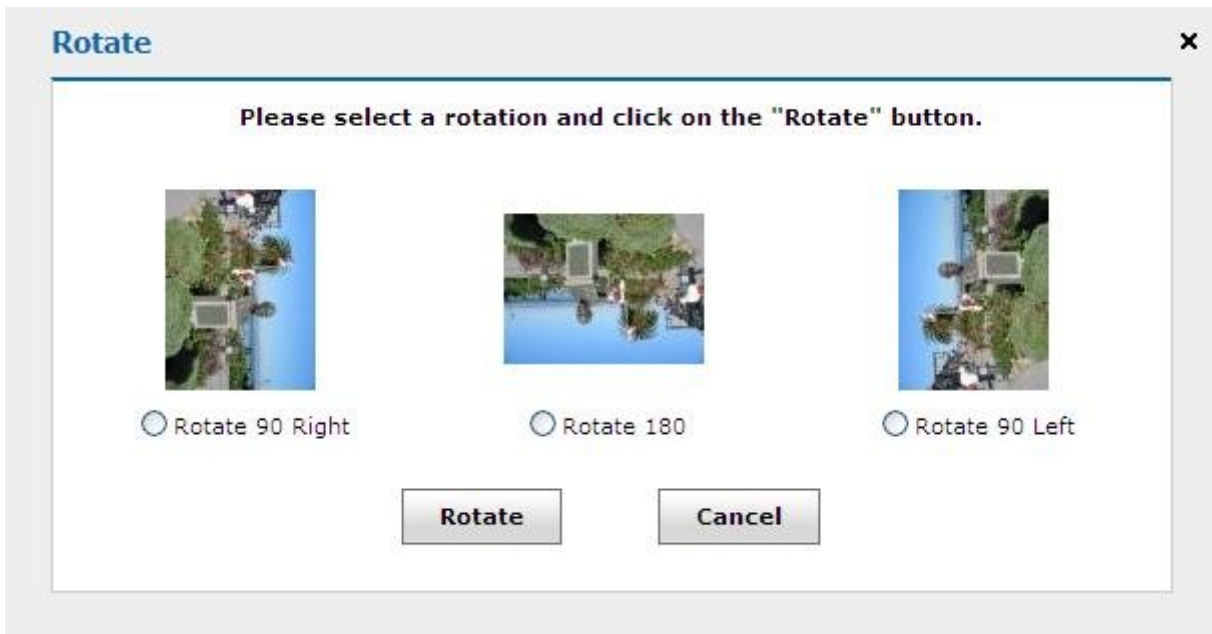 Rotate
Please select a rotation and click on the "Rotate" button.
Rotate 90 Right
Rotate 180
Rotate 90 Left
Rotate
Cancel